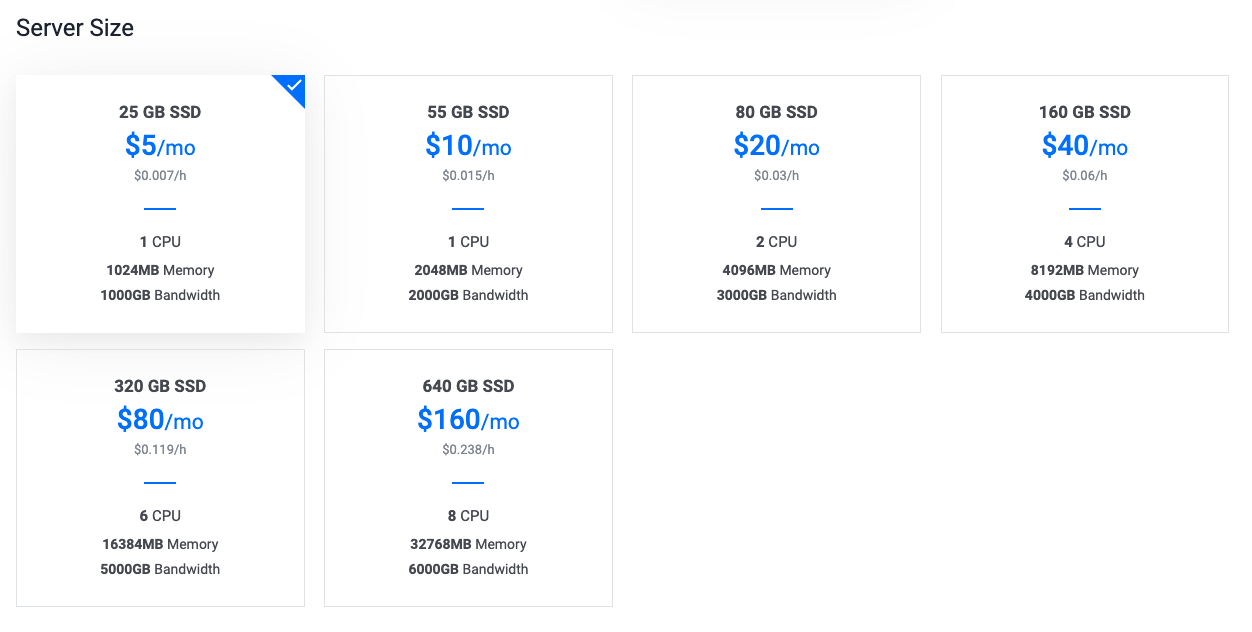 Server Size
25 GB SSD
$5/mo
$0.007/h
1 CPU
1024MB Memory
1000GB Bandwidth
55 GB SSD
$10/mo
$0.015/h
1 CPU
2048MB Memory
2000GB Bandwidth
80 GB SSD
$20/mo
$0.03/h
2 CPU
4096MB Memory
3000GB Bandwidth
160 GB SSD
$40/mo
$0.06/h
4 CPU
8192MB Memory
4000GB Bandwidth
320 GB SSD
$80/mo
$0.119/h
6 CPU
16384MB Memory
5000GB Bandwidth
640 GB SSD
$160/mo
$0.238/h
8 CPU
32768MB Memory
6000GB Bandwidth